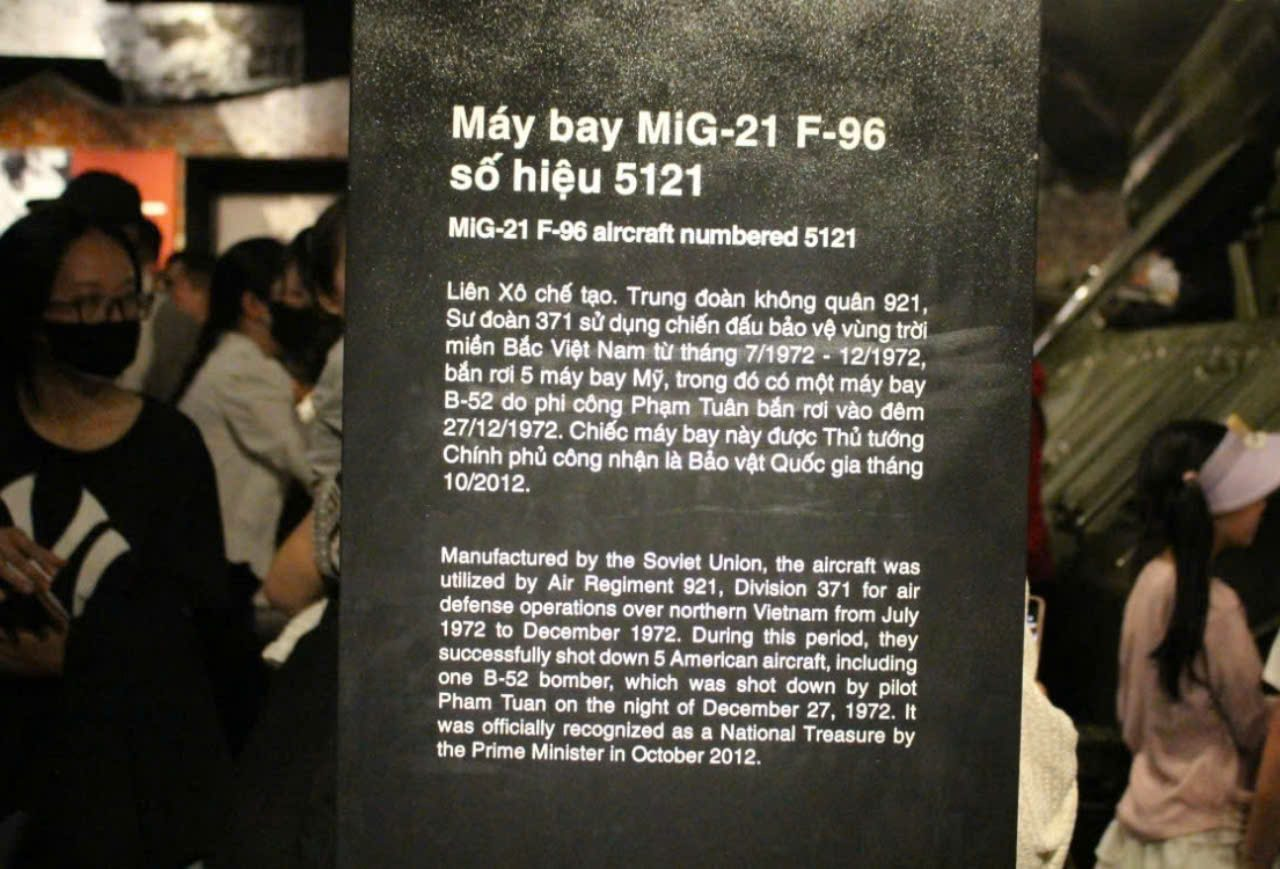 Máy bay MiG-21 F-96
số hiệu 5121
MiG-21 F-96 aircraft numbered 5121
Liên Xô chế tạo. Trung đoàn không quân 921,
Sư đoàn 371 sử dụng chiến đấu bảo vệ vùng trời
miền Bắc Việt Nam từ tháng 7/1972 - 12/1972,
bắn rơi 5 máy bay Mỹ, trong đó có một máy bay
B-52 do phi công Phạm Tuân bắn rơi vào đêm
27/12/1972. Chiếc máy bay này được Thủ tướng
Chính phủ công nhận là Bảo vật Quốc gia tháng
10/2012.
Manufactured by the Soviet Union, the aircraft was
utilized by Air Regiment 921, Division 371 for air
defense operations over northern Vietnam from July
1972 to December 1972. During this period, they
successfully shot down 5 American aircraft, including
one B-52 bomber, which was shot down by pilot
Pham Tuan on the night of December 27, 1972. It
was officially recognized as a National Treasure by
the Prime Minister in October 2012.